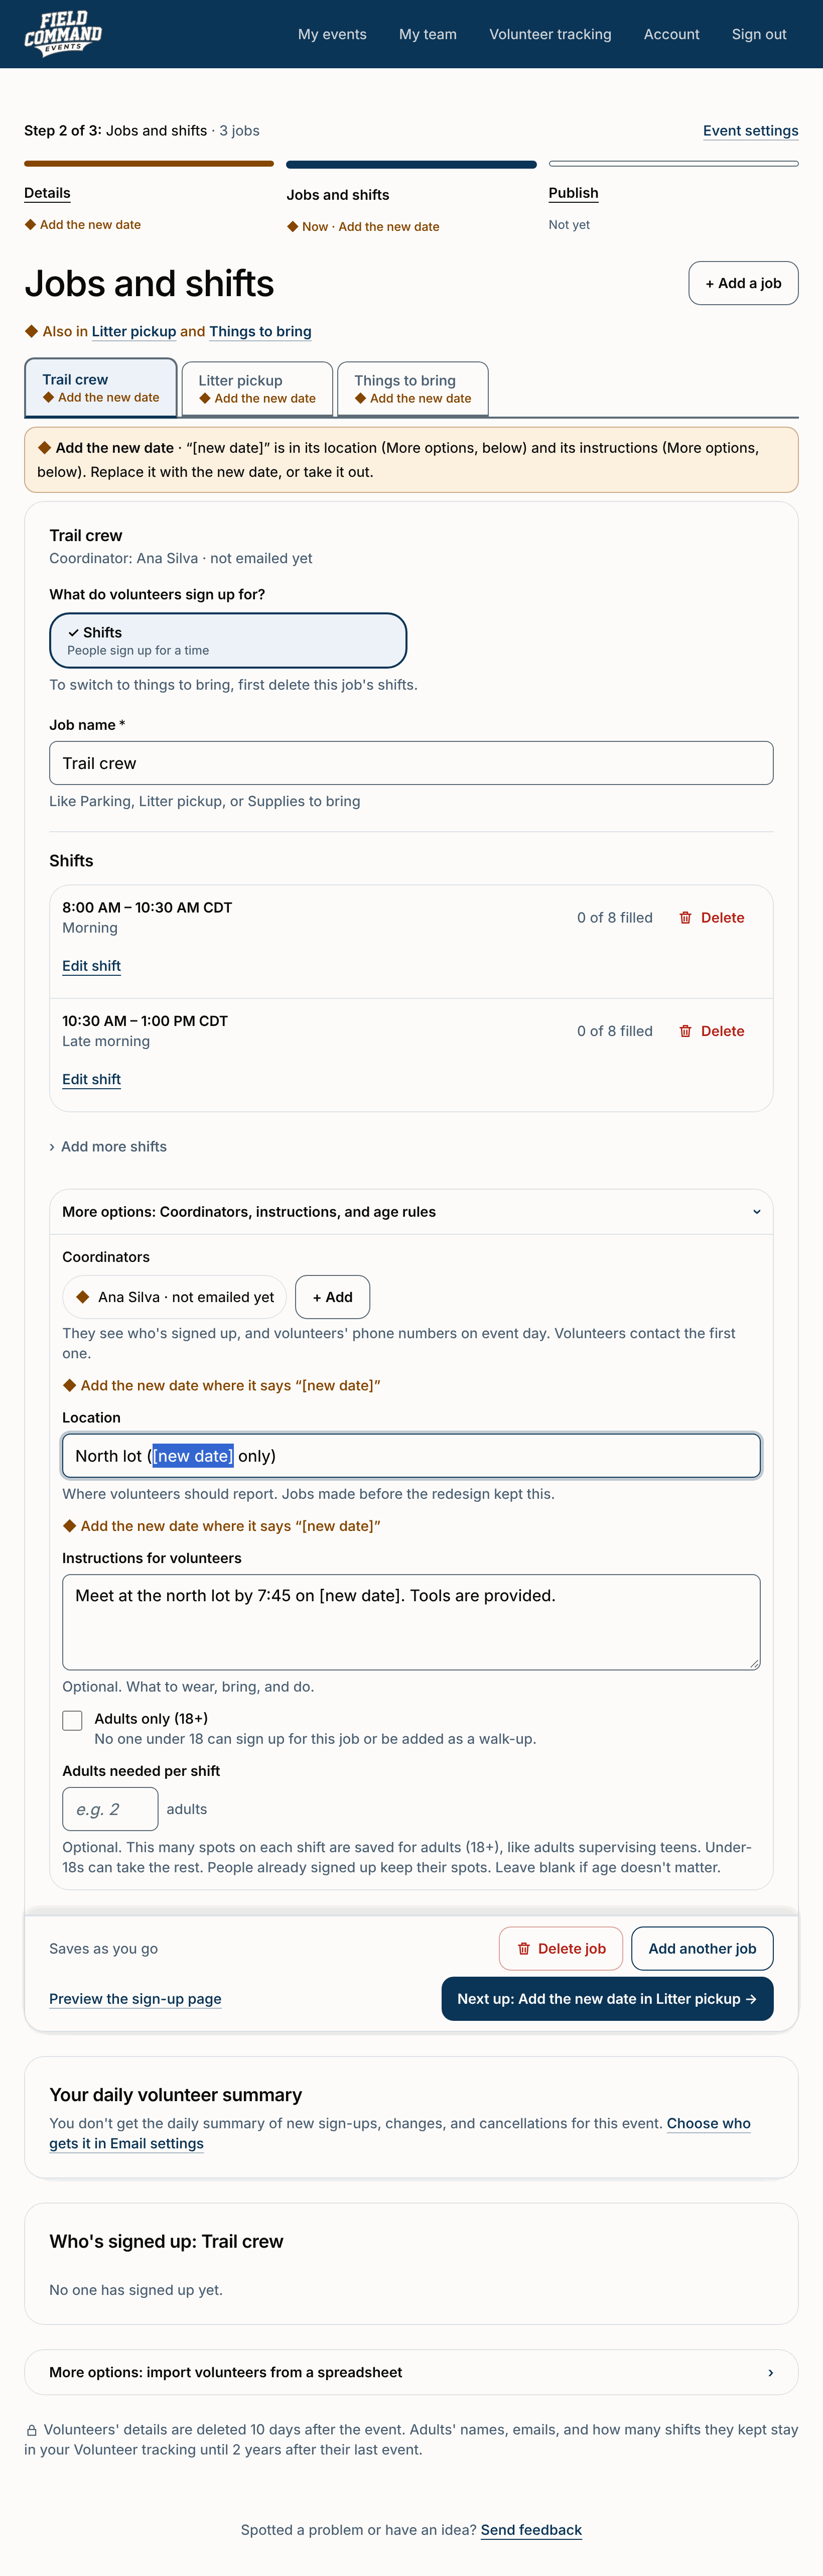 FIELD
COMMAND
EVENTS
My events
My team
Volunteer tracking
Account
Sign out
Step 2 of 3: Jobs and shifts · 3 jobs
Event settings
Details
◆ Add the new date
Jobs and shifts
◆ Now · Add the new date
Publish
Not yet
Jobs and shifts
+ Add a job
◆ Also in Litter pickup and Things to bring
Trail crew
◆ Add the new date
Litter pickup
◆ Add the new date
Things to bring
◆ Add the new date
◆ Add the new date · “[new date]” is in its location (More options, below) and its instructions (More options,
below). Replace it with the new date, or take it out.
Trail crew
Coordinator: Ana Silva · not emailed yet
What do volunteers sign up for?
✓ Shifts
People sign up for a time
To switch to things to bring, first delete this job's shifts.
Job name *
Trail crew
Like Parking, Litter pickup, or Supplies to bring
Shifts
8:00 AM – 10:30 AM CDT
Morning
0 of 8 filled
Delete
Edit shift
10:30 AM – 1:00 PM CDT
Late morning
0 of 8 filled
Delete
Edit shift
› Add more shifts
More options: Coordinators, instructions, and age rules
Coordinators
◆ Ana Silva · not emailed yet
+ Add
They see who's signed up, and volunteers' phone numbers on event day. Volunteers contact the first
one.
◆ Add the new date where it says “[new date]”
Location
North lot ([new date] only)
Where volunteers should report. Jobs made before the redesign kept this.
◆ Add the new date where it says “[new date]”
Instructions for volunteers
Meet at the north lot by 7:45 on [new date]. Tools are provided.
Optional. What to wear, bring, and do.
Adults only (18+)
No one under 18 can sign up for this job or be added as a walk-up.
Adults needed per shift
e.g. 2
adults
Optional. This many spots on each shift are saved for adults (18+), like adults supervising teens. Under-
18s can take the rest. People already signed up keep their spots. Leave blank if age doesn't matter.
Saves as you go
Delete job
Add another job
Preview the sign-up page
Next up: Add the new date in Litter pickup →
Your daily volunteer summary
You don't get the daily summary of new sign-ups, changes, and cancellations for this event. Choose who
gets it in Email settings
Who's signed up: Trail crew
No one has signed up yet.
More options: import volunteers from a spreadsheet ›
Volunteers' details are deleted 10 days after the event. Adults' names, emails, and how many shifts they kept stay
in your Volunteer tracking until 2 years after their last event.
Spotted a problem or have an idea? Send feedback